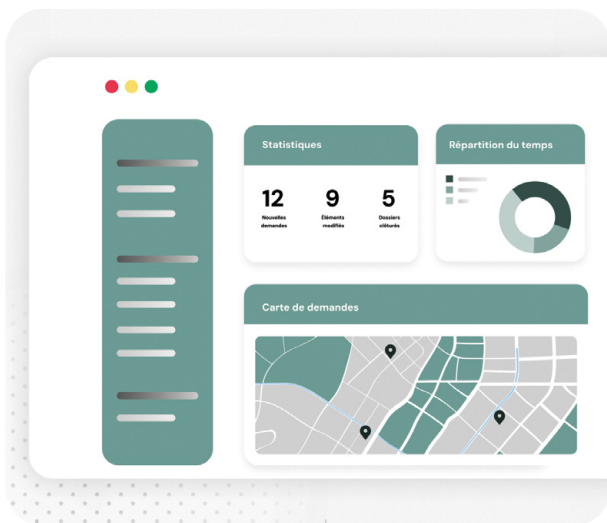 Statistiques
Répartition du temps
12 9 5
Nouvelles Éléments Dossiers
demandes modifiés clôturés
Carte de demandes